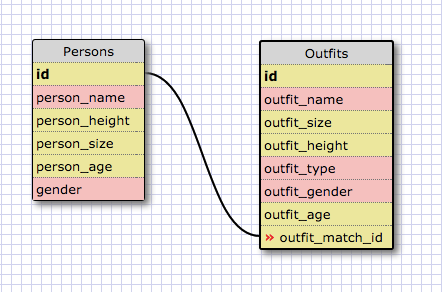 Persons
id
person_name
person_height
person_size
person_age
gender
Outfits
id
outfit_name
outfit_size
outfit_height
outfit_type
outfit_gender
outfit_age
» outfit_match_id